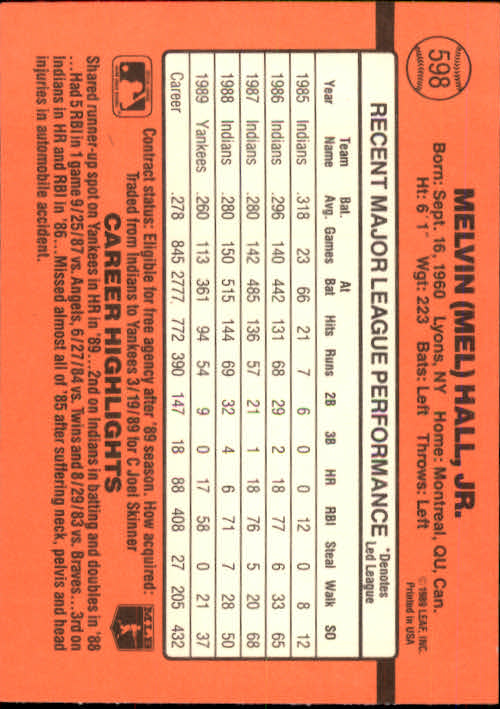 598
MELVIN (MEL) HALL, JR.
Born: Sept. 16, 1960 Lyons, NY Home: Montreal, QU, Can.
Ht: 6' 1" Wgt: 223 Bats: Left Throws: Left
© 1989 LEAF, INC.
Printed in USA
RECENT MAJOR LEAGUE PERFORMANCE *Denotes Led League
Year Team Name Bat. Avg. Games At Bat Hits Runs 2B 3B HR RBI Steal Walk SO
1985 Indians .318 23 66 21 7 6 0 0 12 0 8 12
1986 Indians .296 140 442 131 68 29 2 18 77 6 33 65
1987 Indians .280 142 485 136 57 21 1 18 76 5 20 68
1988 Indians .280 150 515 144 69 32 4 6 71 7 28 50
1989 Yankees .260 113 361 94 54 9 0 17 58 0 21 37
Career .278 845 2777. 772 390 147 18 88 408 27 205 432
Contract status: Eligible for free agency after '89 season. How acquired:
Traded from Indians to Yankees 3/19/89 for C Joel Skinner
MLB
CAREER HIGHLIGHTS
Shared runner-up spot on Yankees in HR in '89...2nd on Indians in batting and doubles in '88
...Had 5 RBI in 1 game 9/25/87 vs. Angels, 6/27/84 vs. Twins and 8/29/83 vs. Braves...3rd on
Indians in HR and RBI in '86...Missed almost all of '85 after suffering neck, pelvis and head
injuries in automobile accident.